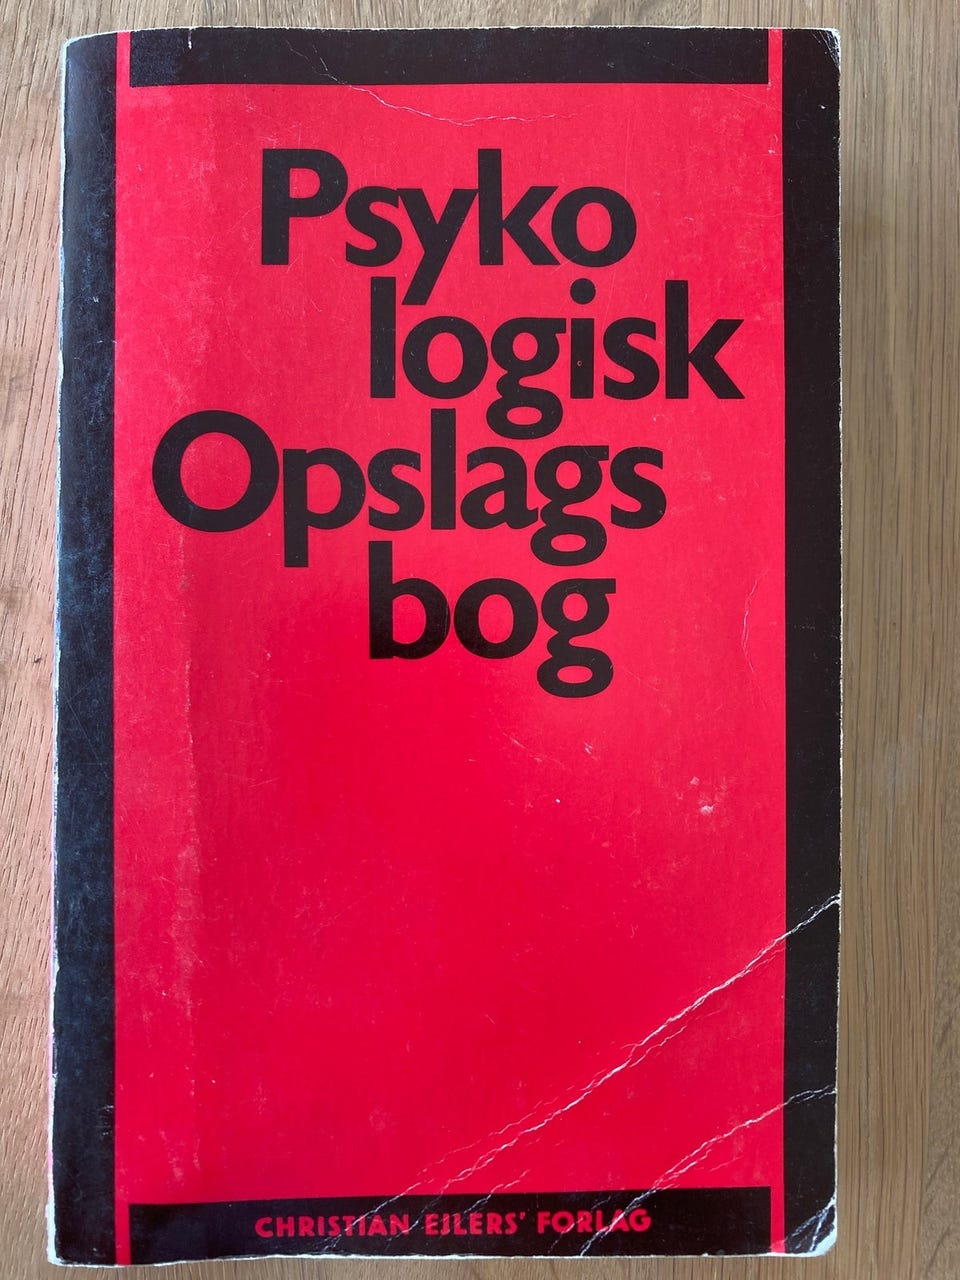 Psyko
logisk
Opslags
bog
CHRISTIAN EJLERS' FORLAG